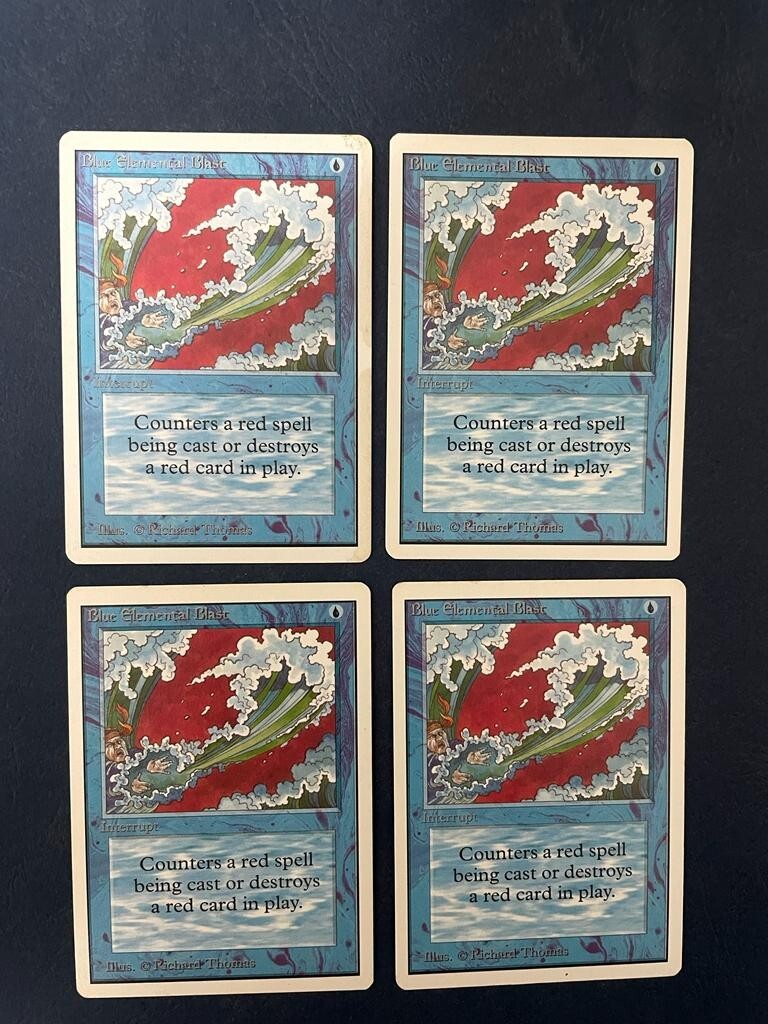 Blue Elemental Blast
Interrupt
Counters a red spell
being cast or destroys
a red card in play.
Illus. © Richard Thomas
Blue Elemental Blast
Interrupt
Counters a red spell
being cast or destroys
a red card in play.
Illus. © Richard Thomas
Blue Elemental Blast
Interrupt
Counters a red spell
being cast or destroys
a red card in play.
Illus. © Richard Thomas
Blue Elemental Blast
Interrupt
Counters a red spell
being cast or destroys
a red card in play.
Illus. © Richard Thomas